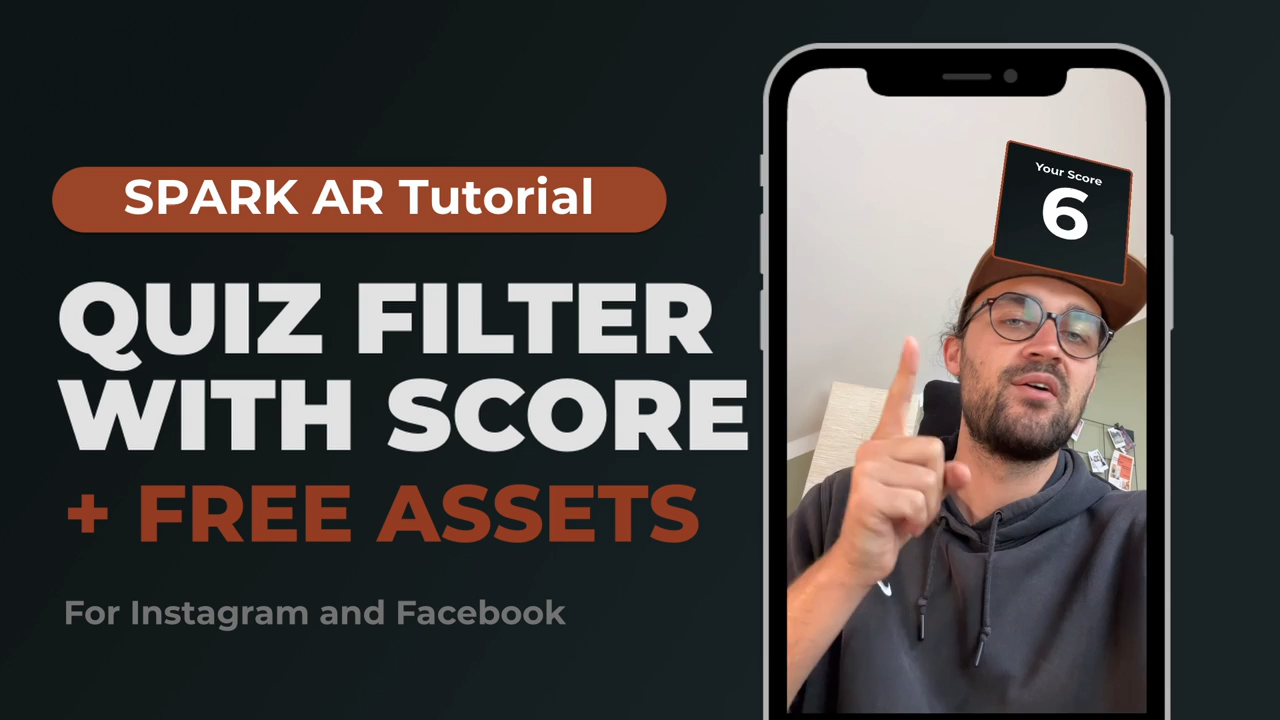 SPARK AR Tutorial
QUIZ FILTER
WITH SCORE
+ FREE ASSETS
For Instagram and Facebook
Your Score
6